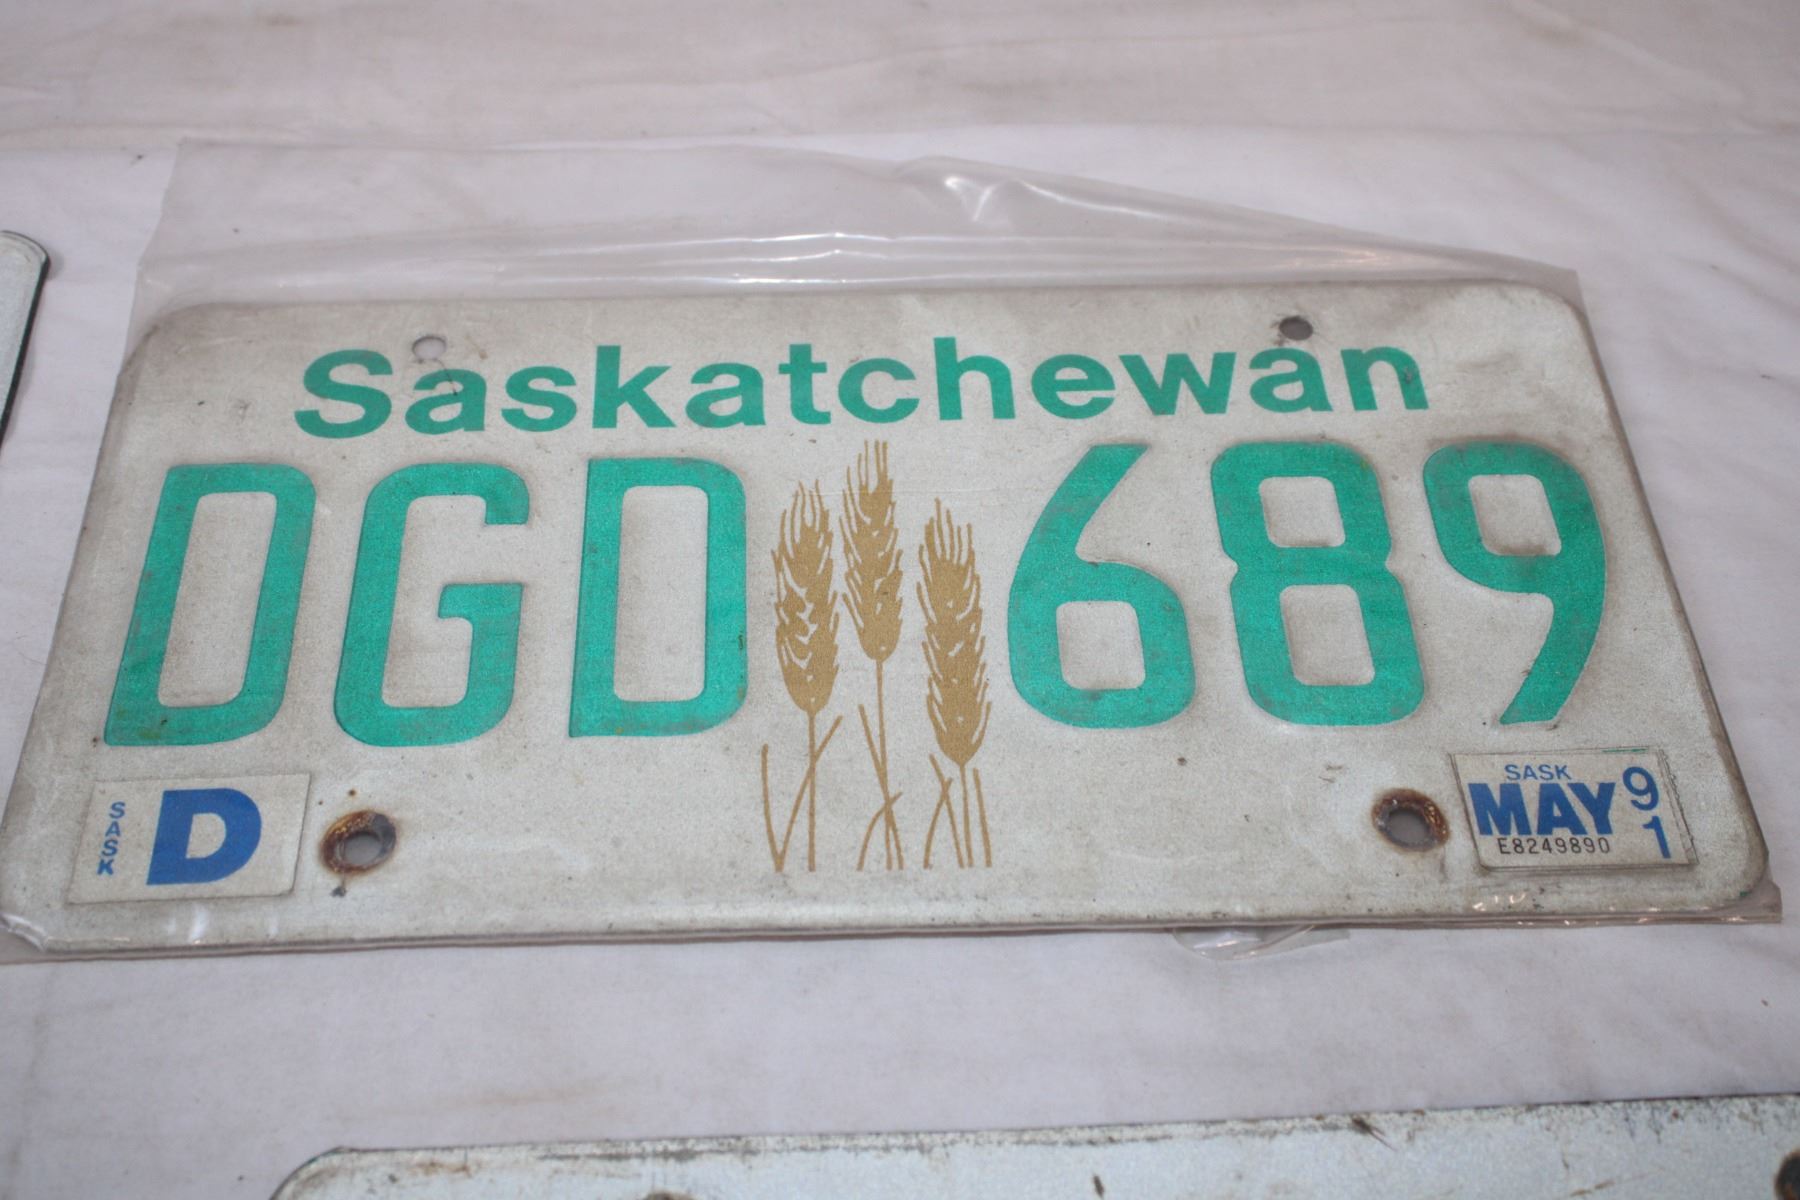 Saskatchewan
DGD 689
SASK D
SASK
MAY 91
E8249890